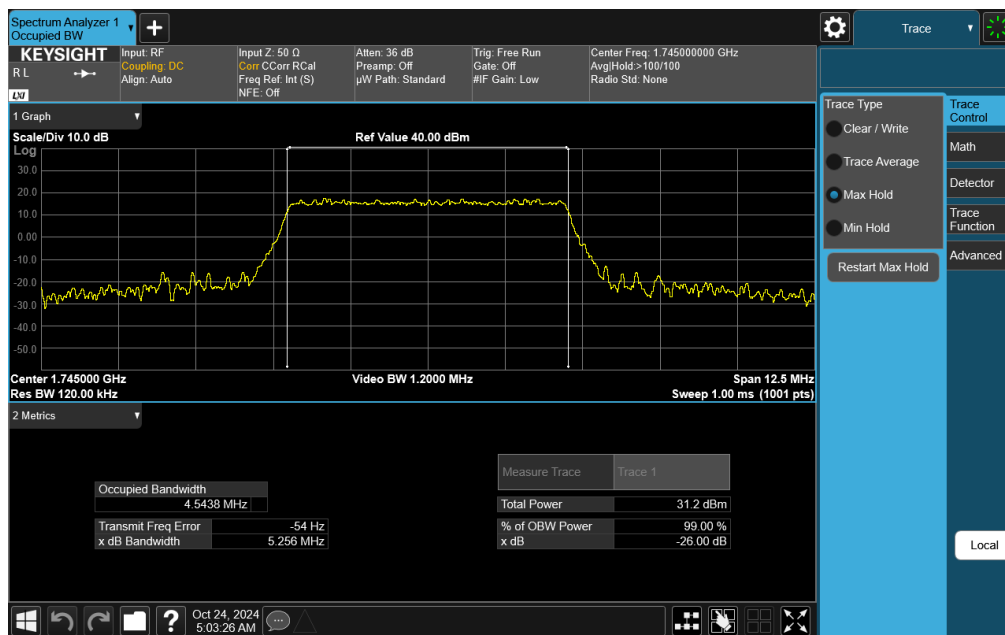 Spectrum Analyzer 1
Occupied BW
Trace
KEYSIGHT
R L
LXI
Input: RF
Coupling: DC
Align: Auto
Input Z: 50 Ω
Corr CCorr RCal
Freq Ref: Int (S)
NFE: Off
Atten: 36 dB
Preamp: Off
µW Path: Standard
Trig: Free Run
Gate: Off
#IF Gain: Low
Center Freq: 1.745000000 GHz
Avg|Hold:>100/100
Radio Std: None
1 Graph
Scale/Div 10.0 dB
Ref Value 40.00 dBm
Log
30.0
20.0
10.0
0.00
-10.0
-20.0
-30.0
-40.0
-50.0
Center 1.745000 GHz
Video BW 1.2000 MHz
Span 12.5 MHz
Res BW 120.00 kHz
Sweep 1.00 ms (1001 pts)
2 Metrics
Measure Trace
Trace 1
Occupied Bandwidth
4.5438 MHz
Total Power
31.2 dBm
Transmit Freq Error
-54 Hz
% of OBW Power
99.00 %
x dB Bandwidth
5.256 MHz
x dB
-26.00 dB
Trace Type
Clear / Write
Trace Average
Max Hold
Min Hold
Restart Max Hold
Trace
Control
Math
Detector
Trace
Function
Advanced
Local
?
Oct 24, 2024
5:03:26 AM